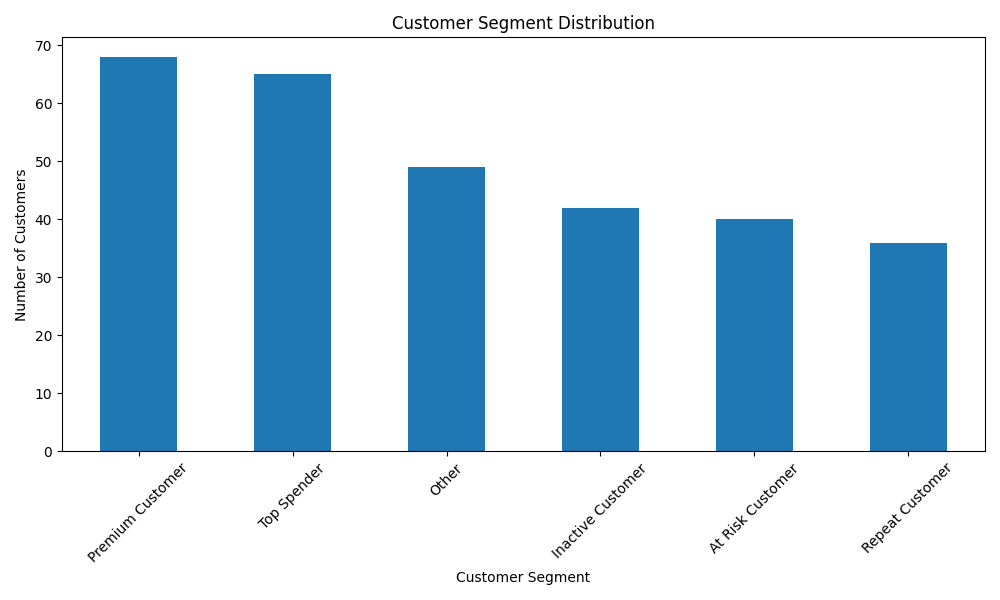 Customer Segment Distribution
Number of Customers
70
60
50
40
30
20
10
0
Premium Customer
Top Spender
Other
Inactive Customer
At Risk Customer
Repeat Customer
Customer Segment